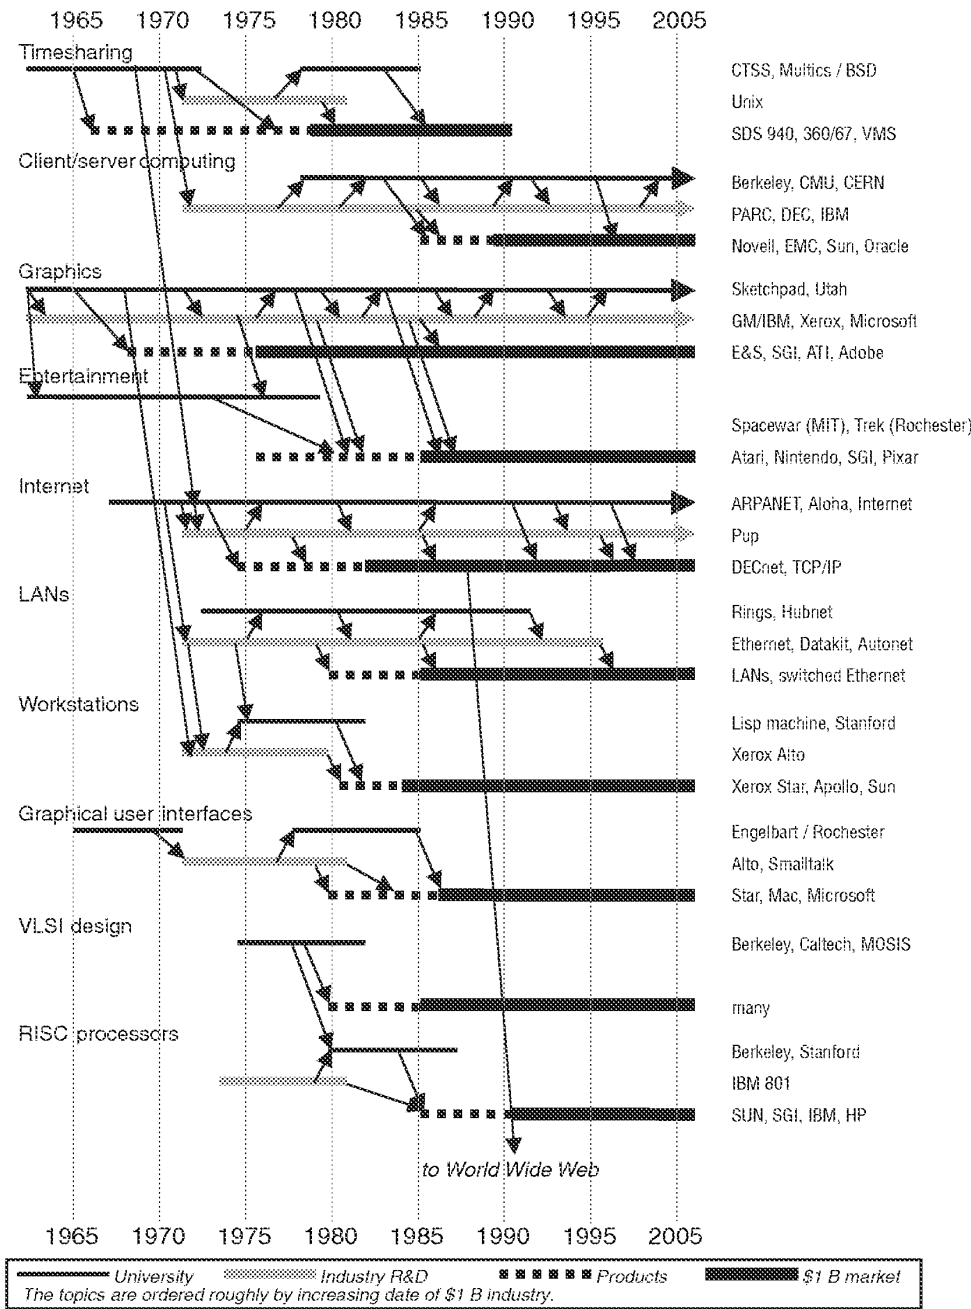 1965 1970 1975 1980 1985 1990 1995 2005
Timesharing
CTSS, Multics / BSD
Unix
SDS 940, 360/67, VMS
Client/server computing
Berkeley, CMU, CERN
PARC, DEC, IBM
Novell, EMC, Sun, Oracle
Graphics
Sketchpad, Utah
GM/IBM, Xerox, Microsoft
E&S, SGI, ATI, Adobe
Entertainment
Spacewar (MIT), Trek (Rochester)
Atari, Nintendo, SGI, Pixar
Internet
ARPANET, Aloha, Internet
Pup
DECnet, TCP/IP
LANs
Rings, Hubnet
Ethernet, Datakit, Autonet
LANs, switched Ethernet
Workstations
Lisp machine, Stanford
Xerox Alto
Xerox Star, Apollo, Sun
Graphical user interfaces
Engelbart / Rochester
Alto, Smalltalk
Star, Mac, Microsoft
VLSI design
Berkeley, Caltech, MOSIS
many
RISC processors
Berkeley, Stanford
IBM 801
SUN, SGI, IBM, HP
to World Wide Web
1965 1970 1975 1980 1985 1990 1995 2005
University Industry R&D Products $1 B market
The topics are ordered roughly by increasing date of $1 B industry.